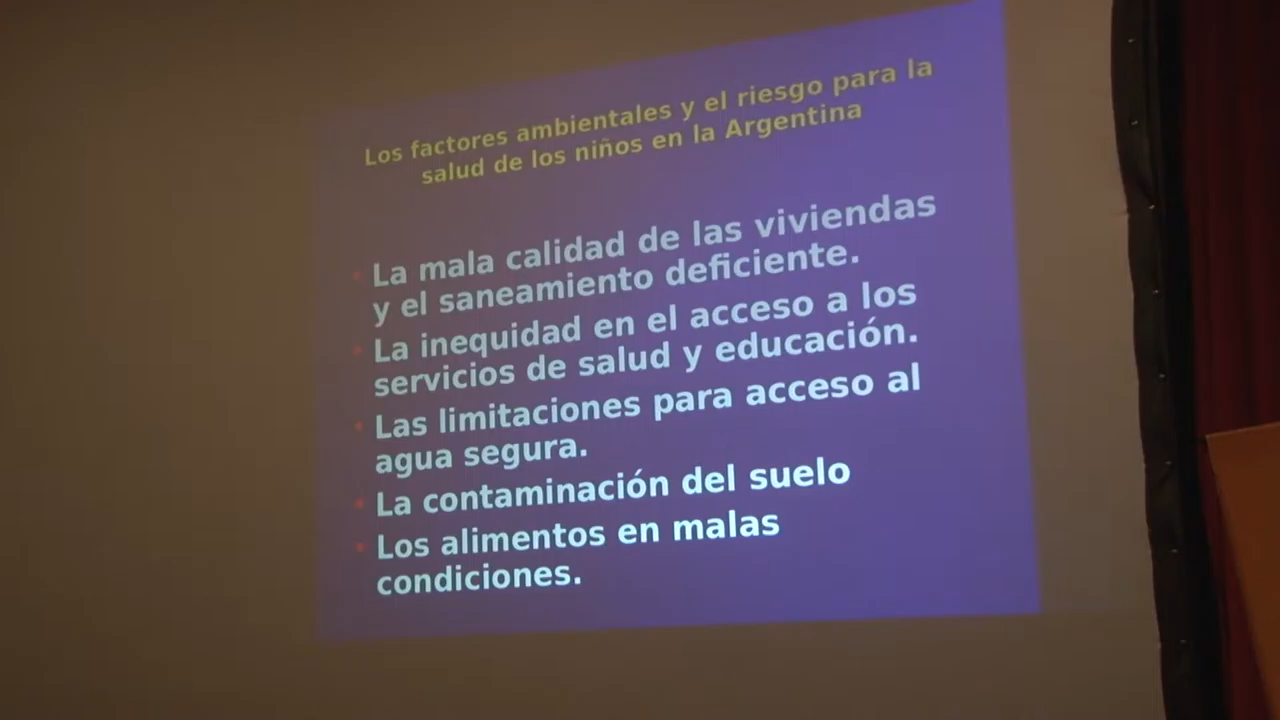 Los factores ambientales y el riesgo para la
salud de los niños en la Argentina
• La mala calidad de las viviendas
y el saneamiento deficiente.
• La inequidad en el acceso a los
servicios de salud y educación.
• Las limitaciones para acceso al
agua segura.
• La contaminación del suelo
• Los alimentos en malas
condiciones.